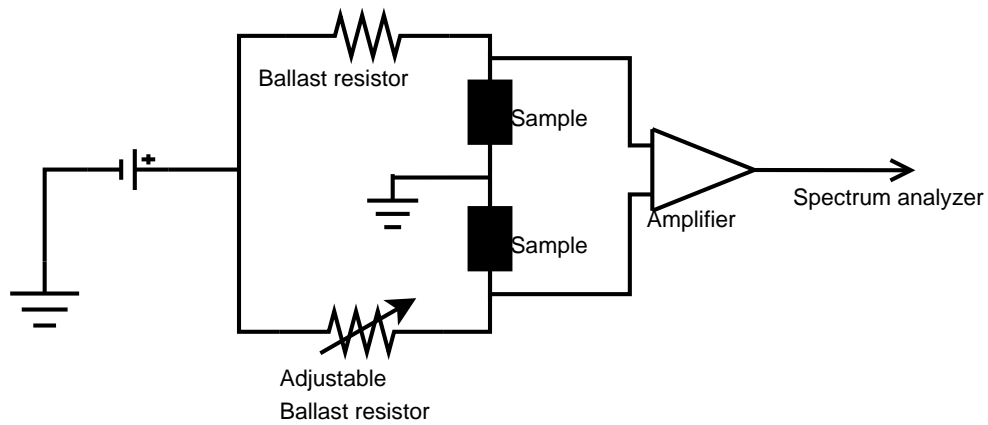 Ballast resistor
Sample
+
Spectrum analyzer
Amplifier
Sample
Adjustable
Ballast resistor